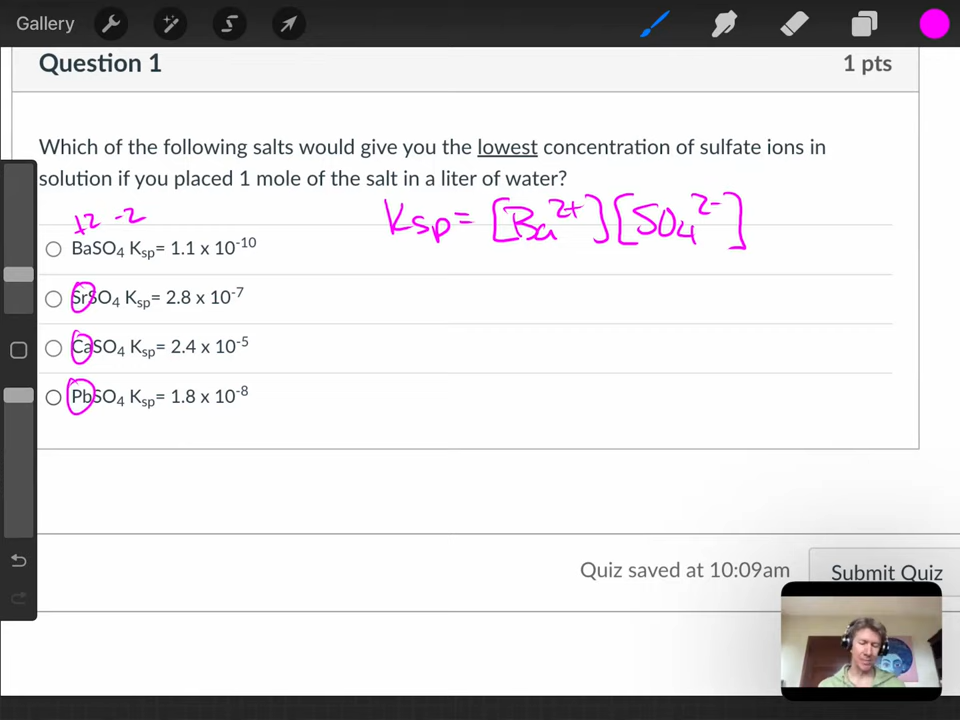 Gallery
Question 1
1 pts
Which of the following salts would give you the lowest concentration of sulfate ions in
solution if you placed 1 mole of the salt in a liter of water?
+2 -2
Ksp= [Ba²⁺][SO₄²⁻]
BaSO₄ Kₛₚ= 1.1 x 10⁻¹⁰
SrSO₄ Kₛₚ= 2.8 x 10⁻⁷
CaSO₄ Kₛₚ= 2.4 x 10⁻⁵
PbSO₄ Kₛₚ= 1.8 x 10⁻⁸
Quiz saved at 10:09am
Submit Quiz